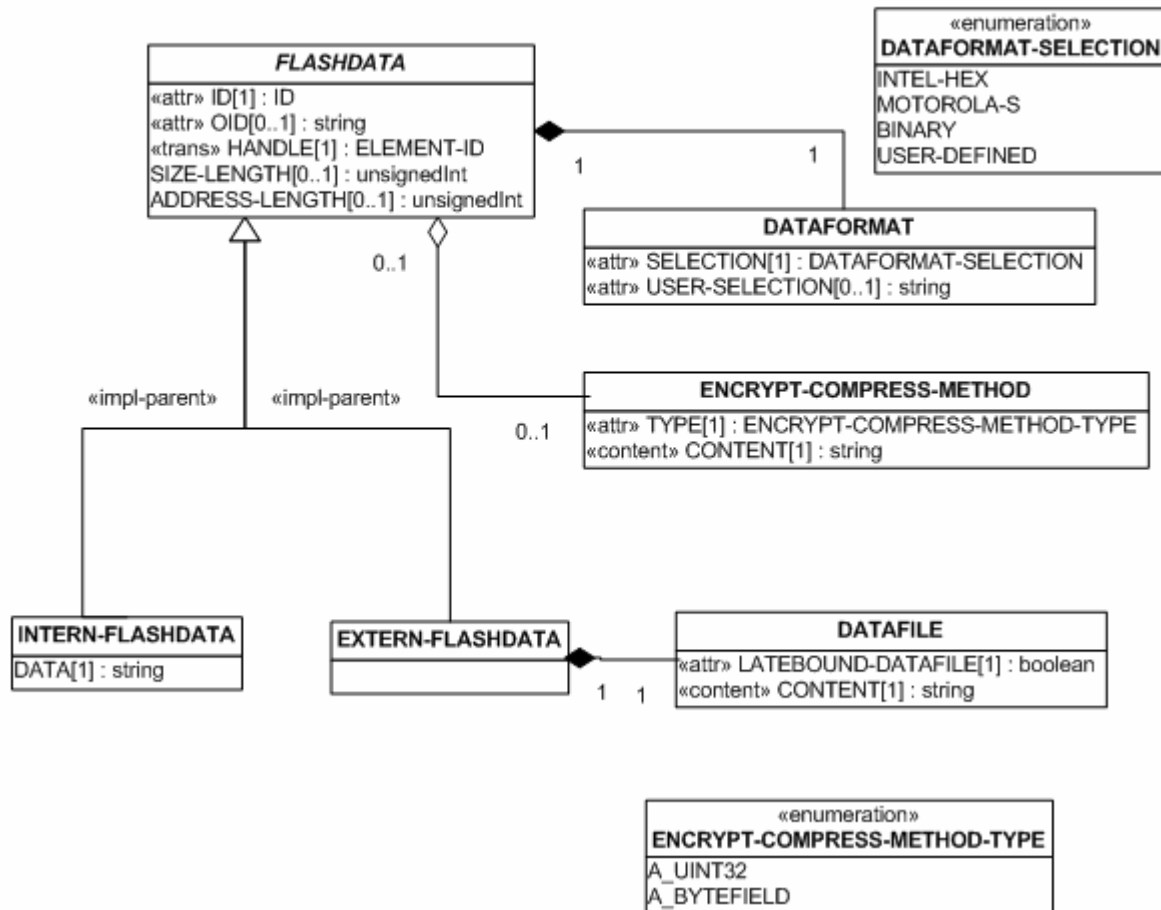 «enumeration»
DATAFORMAT-SELECTION
INTEL-HEX
MOTOROLA-S
BINARY
USER-DEFINED
FLASHDATA
«attr» ID[1] : ID
«attr» OID[0..1] : string
«trans» HANDLE[1] : ELEMENT-ID
SIZE-LENGTH[0..1] : unsignedInt
ADDRESS-LENGTH[0..1] : unsignedInt
1
1
DATAFORMAT
«attr» SELECTION[1] : DATAFORMAT-SELECTION
«attr» USER-SELECTION[0..1] : string
0..1
«impl-parent»
«impl-parent»
ENCRYPT-COMPRESS-METHOD
«attr» TYPE[1] : ENCRYPT-COMPRESS-METHOD-TYPE
«content» CONTENT[1] : string
0..1
INTERN-FLASHDATA
DATA[1] : string
EXTERN-FLASHDATA
1
1
DATAFILE
«attr» LATEBOUND-DATAFILE[1] : boolean
«content» CONTENT[1] : string
«enumeration»
ENCRYPT-COMPRESS-METHOD-TYPE
A_UINT32
A_BYTEFIELD